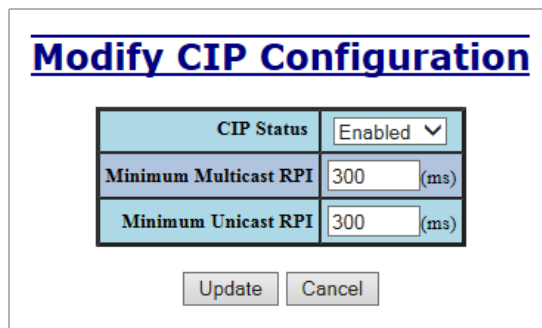 Modify CIP Configuration
CIP Status Enabled
Minimum Multicast RPI 300 (ms)
Minimum Unicast RPI 300 (ms)
Update Cancel